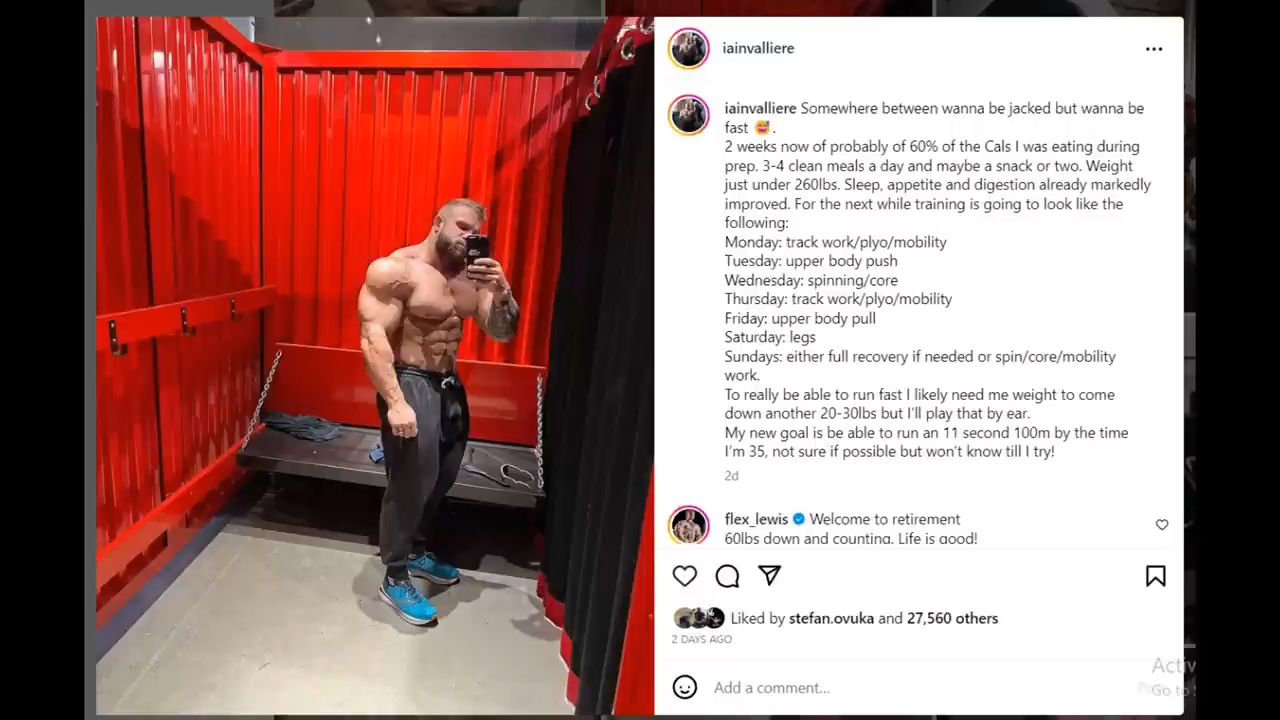 iainvalliere
iainvalliere Somewhere between wanna be jacked but wanna be
fast 😅.
2 weeks now of probably of 60% of the Cals I was eating during
prep. 3-4 clean meals a day and maybe a snack or two. Weight
just under 260lbs. Sleep, appetite and digestion already markedly
improved. For the next while training is going to look like the
following:
Monday: track work/plyo/mobility
Tuesday: upper body push
Wednesday: spinning/core
Thursday: track work/plyo/mobility
Friday: upper body pull
Saturday: legs
Sundays: either full recovery if needed or spin/core/mobility
work.
To really be able to run fast I likely need me weight to come
down another 20-30lbs but I'll play that by ear.
My new goal is be able to run an 11 second 100m by the time
I'm 35, not sure if possible but won't know till I try!
2d
flex_lewis Welcome to retirement
60lbs down and counting. Life is good!
Liked by stefan.ovuka and 27,560 others
2 DAYS AGO
Add a comment...
Go to